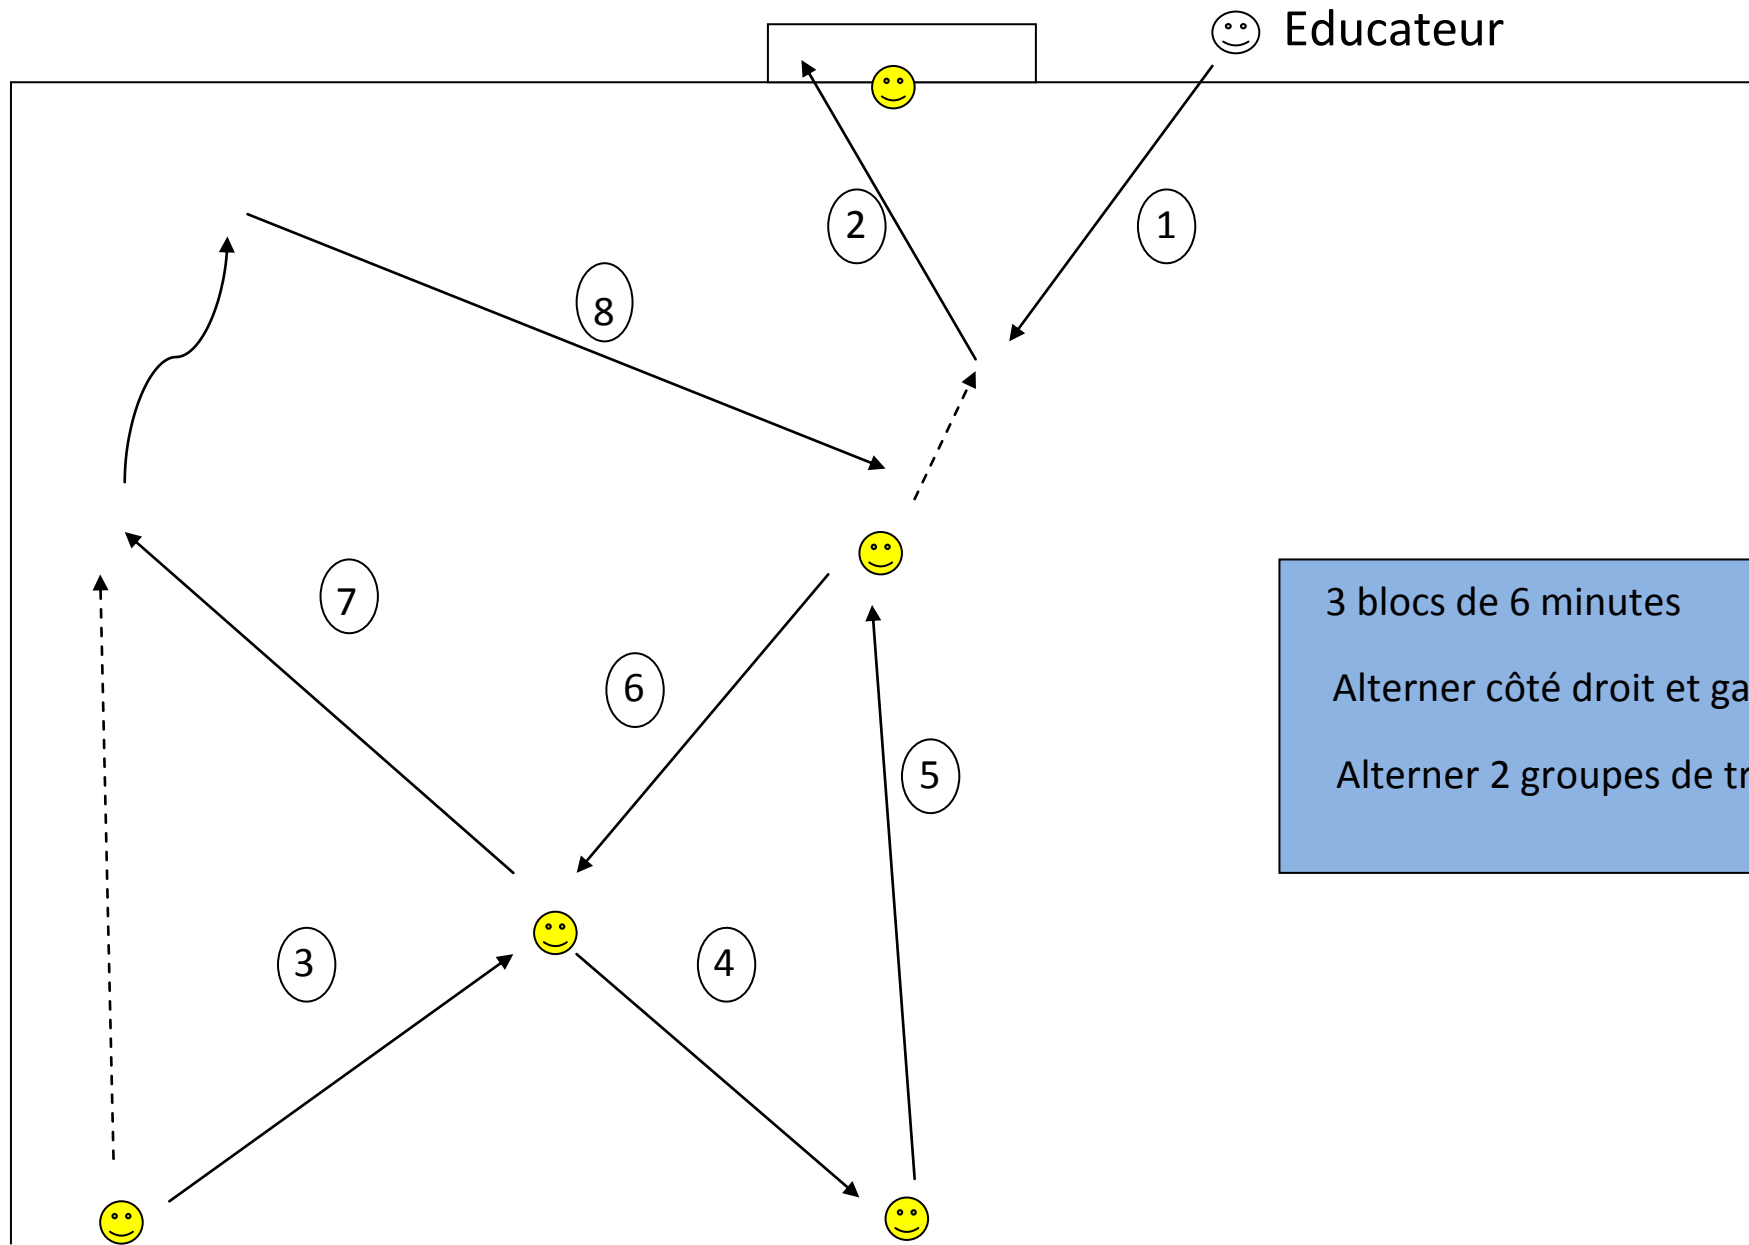 Educateur
2
1
8
7
3 blocs de 6 minutes
6
Alterner côté droit et ga
5
Alterner 2 groupes de tr
3
4